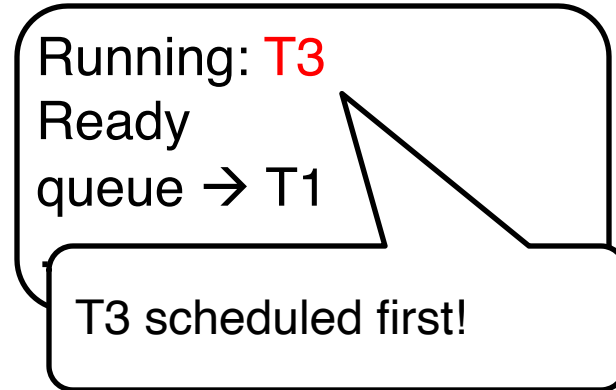 Running: T3
Ready
queue → T1
T3 scheduled first!